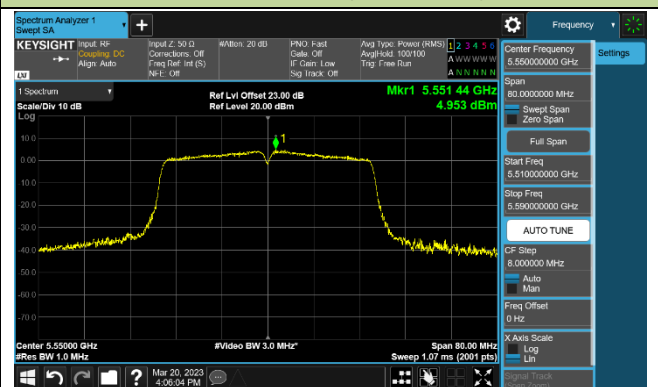 Spectrum Analyzer 1
Swept SA
Frequency
KEYSIGHT
Input: RF
Coupling: DC
Align: Auto
Input Z: 50 Ω
Corrections: Off
Freq Ref: Int (S)
NFE: Off
#Atten: 20 dB
PNO: Fast
Gate: Off
IF Gain: Low
Sig Track: Off
Avg Type: Power (RMS)
Avg|Hold: 100/100
Trig: Free Run
1 2 3 4 5 6
A W W W W W
A N N N N N
LXI
1 Spectrum
Scale/Div 10 dB
Log
Ref Lvl Offset 23.00 dB
Ref Level 20.00 dBm
Mkr1 5.551 44 GHz
4.953 dBm
1
10.0
0.00
-10.0
-20.0
-30.0
-40.0
-50.0
-60.0
-70.0
Center 5.55000 GHz
#Res BW 1.0 MHz
#Video BW 3.0 MHz*
Span 80.00 MHz
Sweep 1.07 ms (2001 pts)
Center Frequency
5.550000000 GHz
Settings
Span
80.0000000 MHz
Swept Span
Zero Span
Full Span
Start Freq
5.510000000 GHz
Stop Freq
5.590000000 GHz
AUTO TUNE
CF Step
8.000000 MHz
Auto
Man
Freq Offset
0 Hz
X Axis Scale
Log
Lin
Signal Track
(Span Zoom)
?
Mar 20, 2023
4:06:04 PM